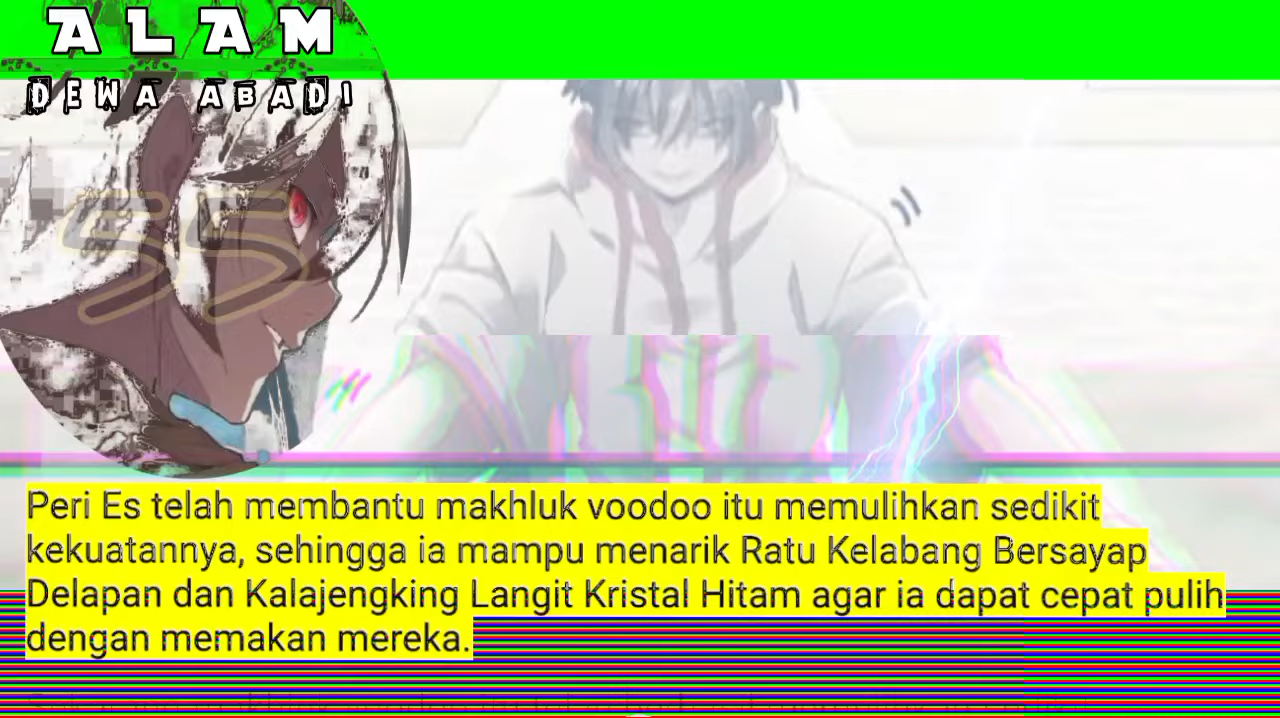 ALAM
DEWA ABADI
55
Peri Es telah membantu makhluk voodoo itu memulihkan sedikit
kekuatannya, sehingga ia mampu menarik Ratu Kelabang Bersayap
Delapan dan Kalajengking Langit Kristal Hitam agar ia dapat cepat pulih
dengan memakan mereka.